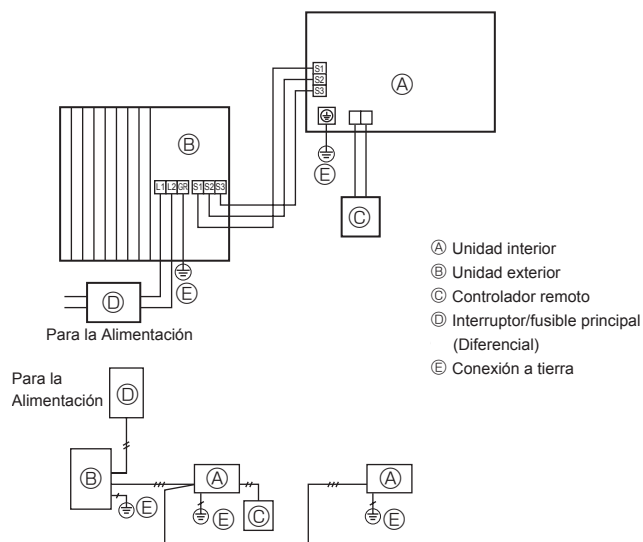 S1
S2
S3
Ⓐ
Ⓑ
Ⓔ
L1 L2 GR S1 S2 S3
Ⓒ
Ⓔ
Ⓓ
Para la Alimentación
Ⓐ Unidad interior
Ⓑ Unidad exterior
Ⓒ Controlador remoto
Ⓓ Interruptor/fusible principal
(Diferencial)
Ⓔ Conexión a tierra
Para la
Alimentación
Ⓓ
Ⓑ Ⓐ Ⓐ
Ⓔ Ⓔ Ⓒ Ⓔ